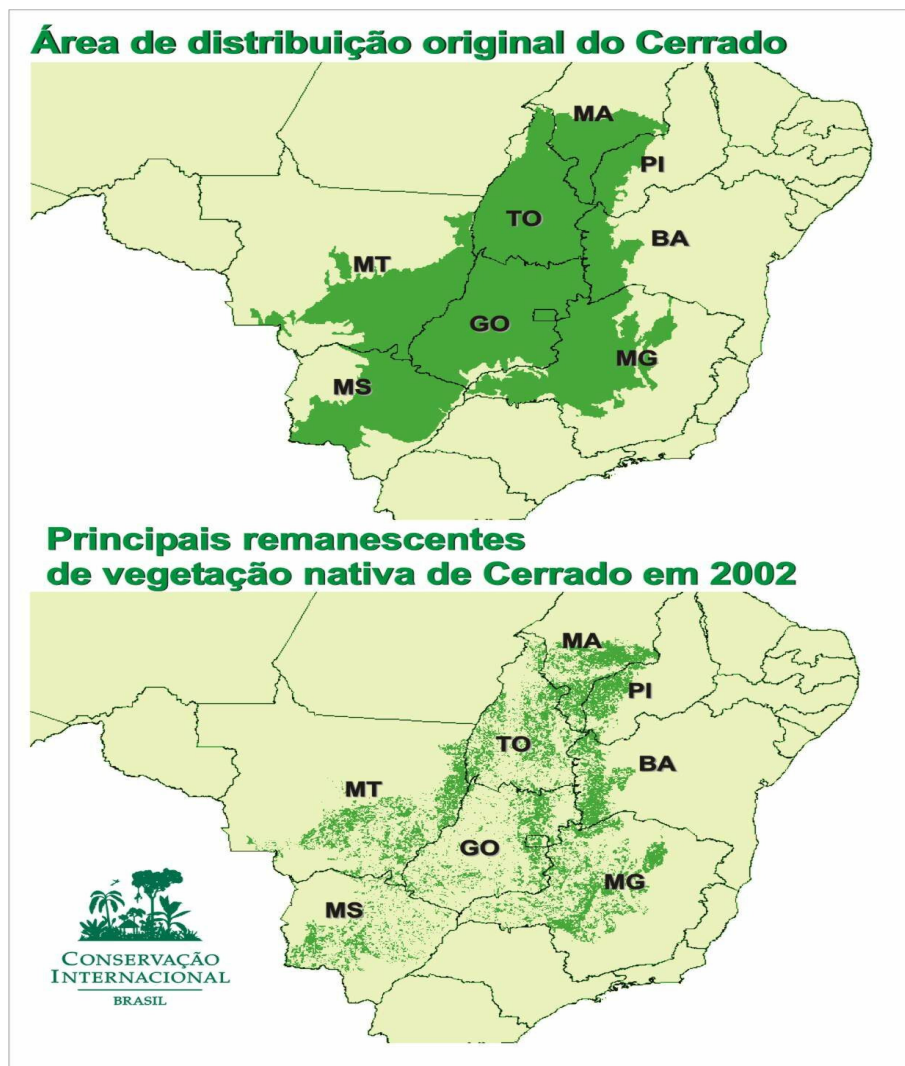 Área de distribuição original do Cerrado
MA
PI
TO
BA
MT
GO
MG
MS
Principais remanescentes
de vegetação nativa de Cerrado em 2002
MA
PI
TO
BA
MT
GO
MG
MS
CONSERVAÇÃO
INTERNACIONAL
BRASIL